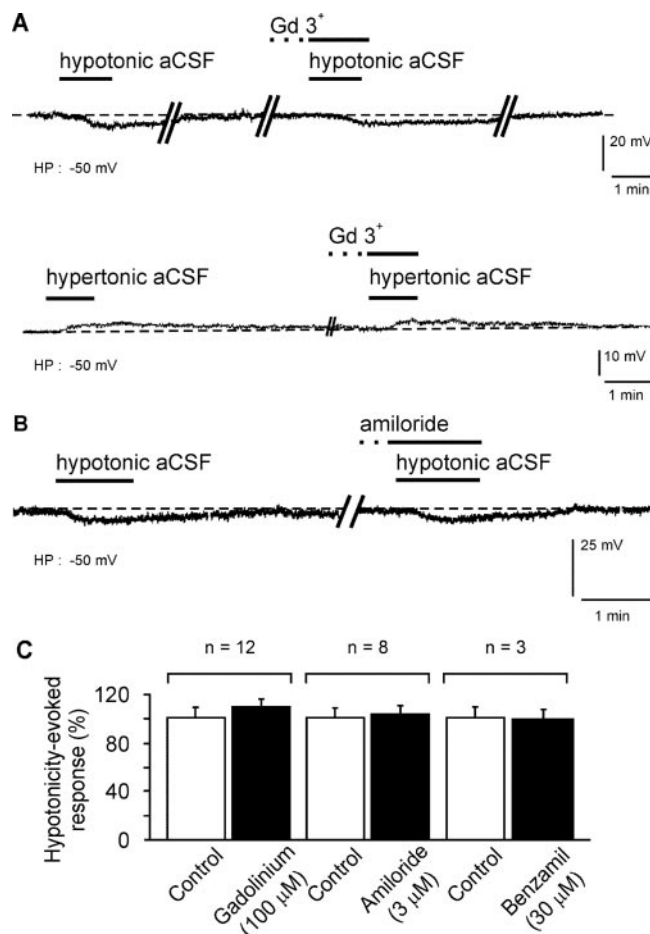 A
Gd 3+
hypotonic aCSF hypotonic aCSF
20 mV
HP : -50 mV
1 min
Gd 3+
hypertonic aCSF hypertonic aCSF
10 mV
HP : -50 mV
1 min
B
amiloride
hypotonic aCSF hypotonic aCSF
HP : -50 mV
25 mV
1 min
C
n = 12 n = 8 n = 3
Hypotonicity-evoked
response (%)
120
80
40
0
Control
Gadolinium
(100 µM)
Control
Amiloride
(3 µM)
Control
Benzamil
(30 µM)